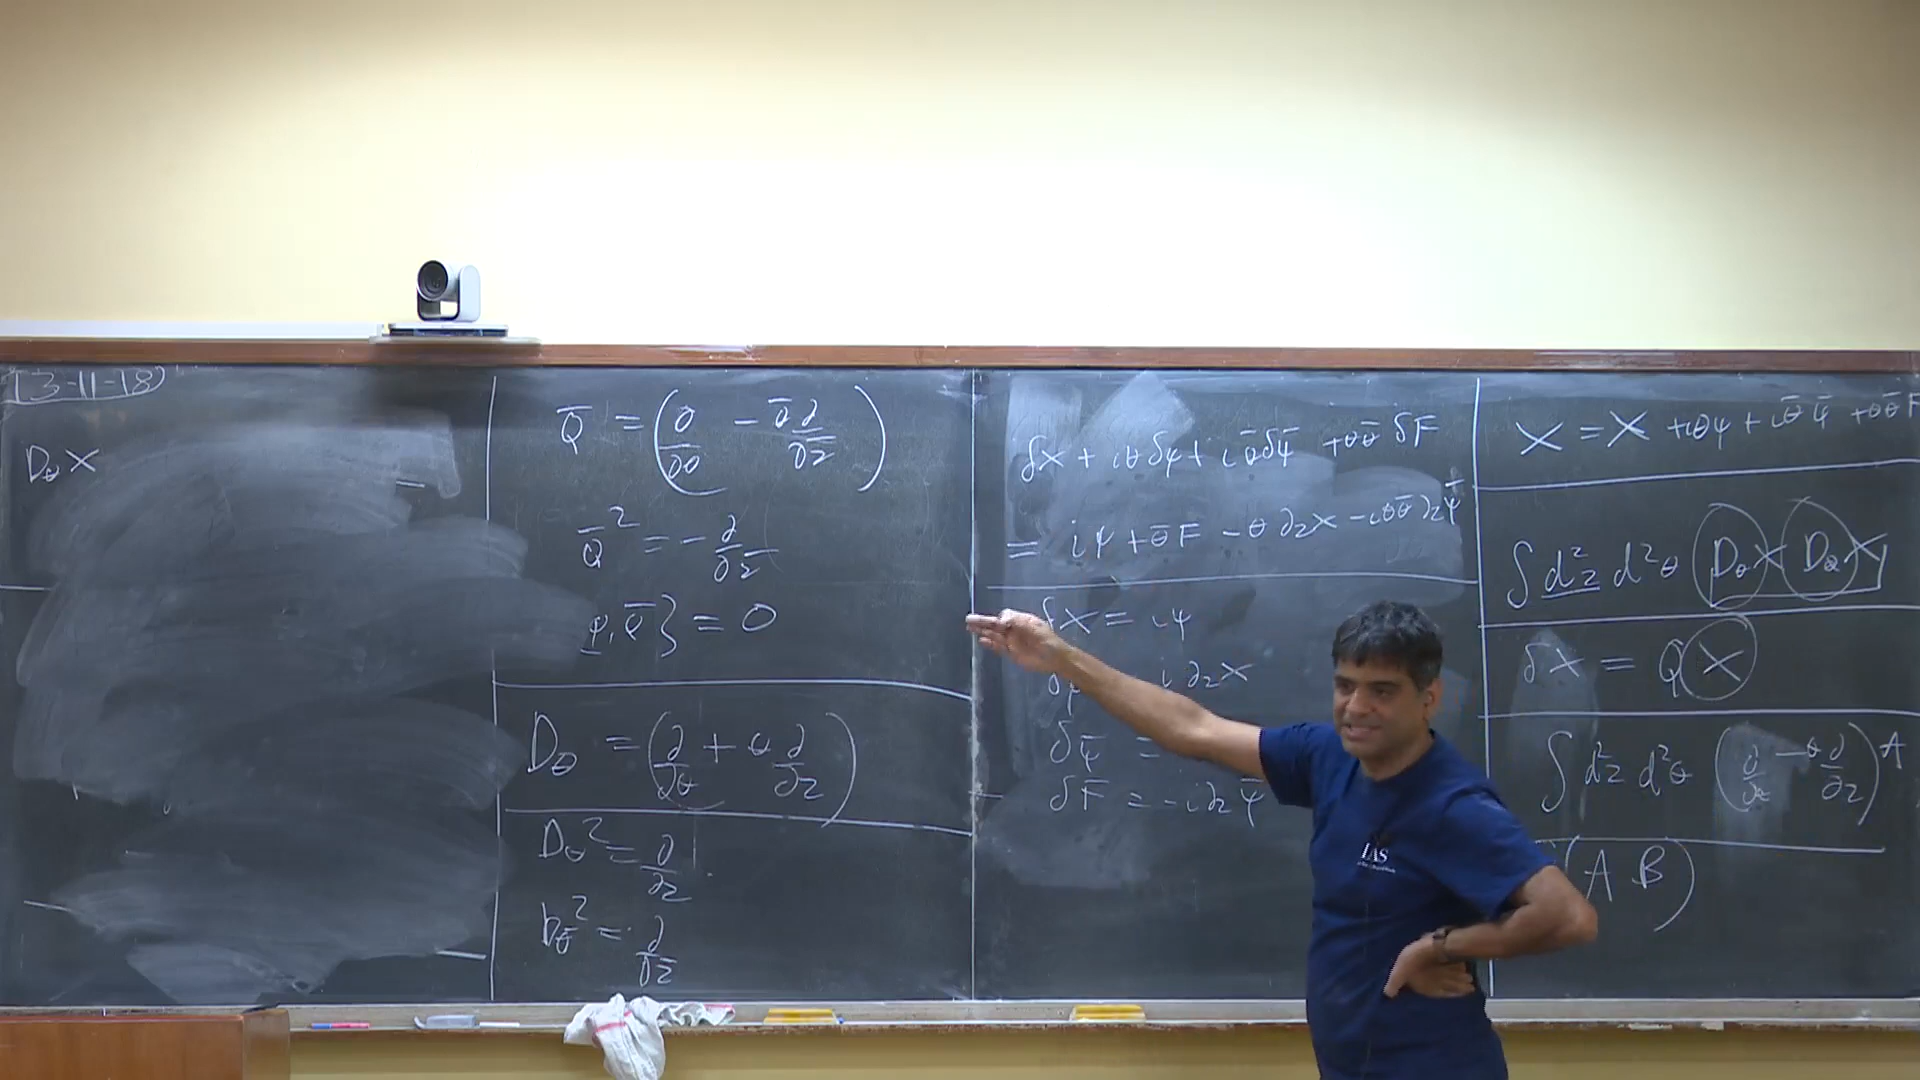 13-11-18
D_θ X
Q̄ = (∂/∂θ̄ - θ̄ ∂/∂z̄)
Q̄² = - ∂/∂z̄
Q, Q̄} = 0
D_θ = (∂/∂θ + θ ∂/∂z)
D_θ² = ∂/∂z
D_θ̄² = ∂/∂z̄
δX + iθδψ + iθ̄δψ̄ + θθ̄ δF
= iψ + θ̄F - θ∂_zX - iθθ̄∂_zψ̄
δX = iψ
i∂_zX
δψ̄ =
δF = -i∂_zψ̄
X = X + iθψ + iθ̄ψ̄ + θθ̄F
∫ d²z d²θ D_θX D_θ̄X
δX = Q X
∫ d²z d²θ (∂/∂θ - θ ∂/∂z) A
(A B)
IAS